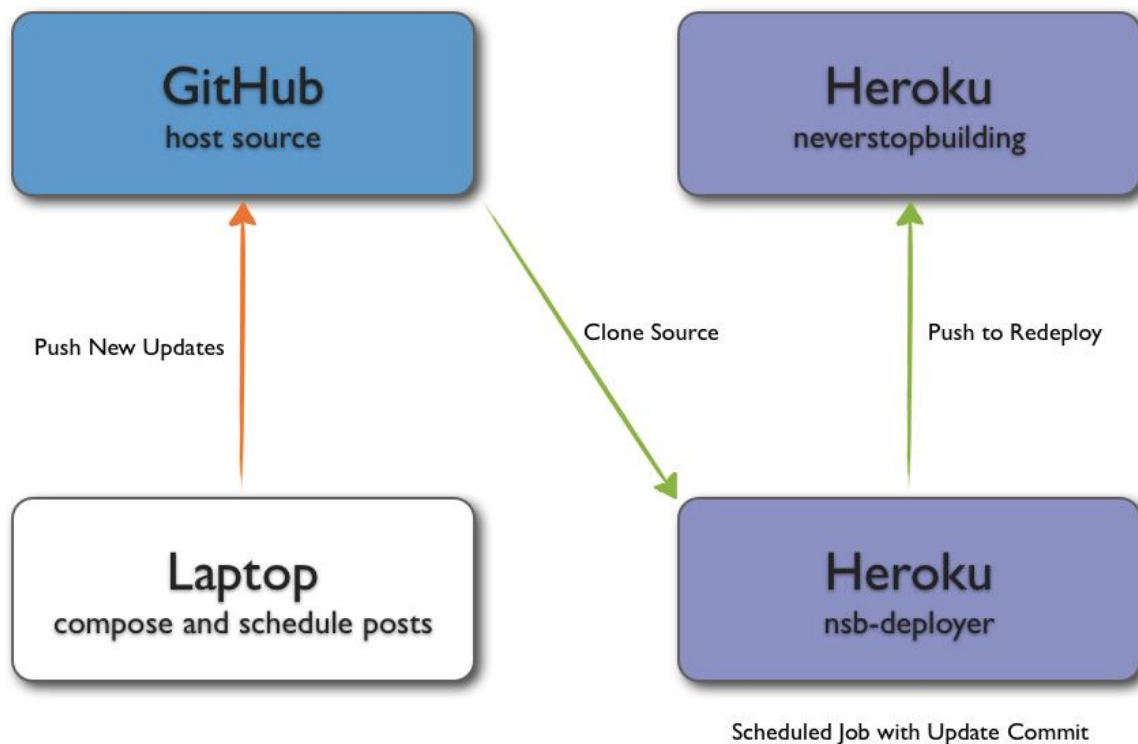 GitHub
host source
Heroku
neverstopbuilding
Push New Updates
Clone Source
Push to Redeploy
Laptop
compose and schedule posts
Heroku
nsb-deployer
Scheduled Job with Update Commit